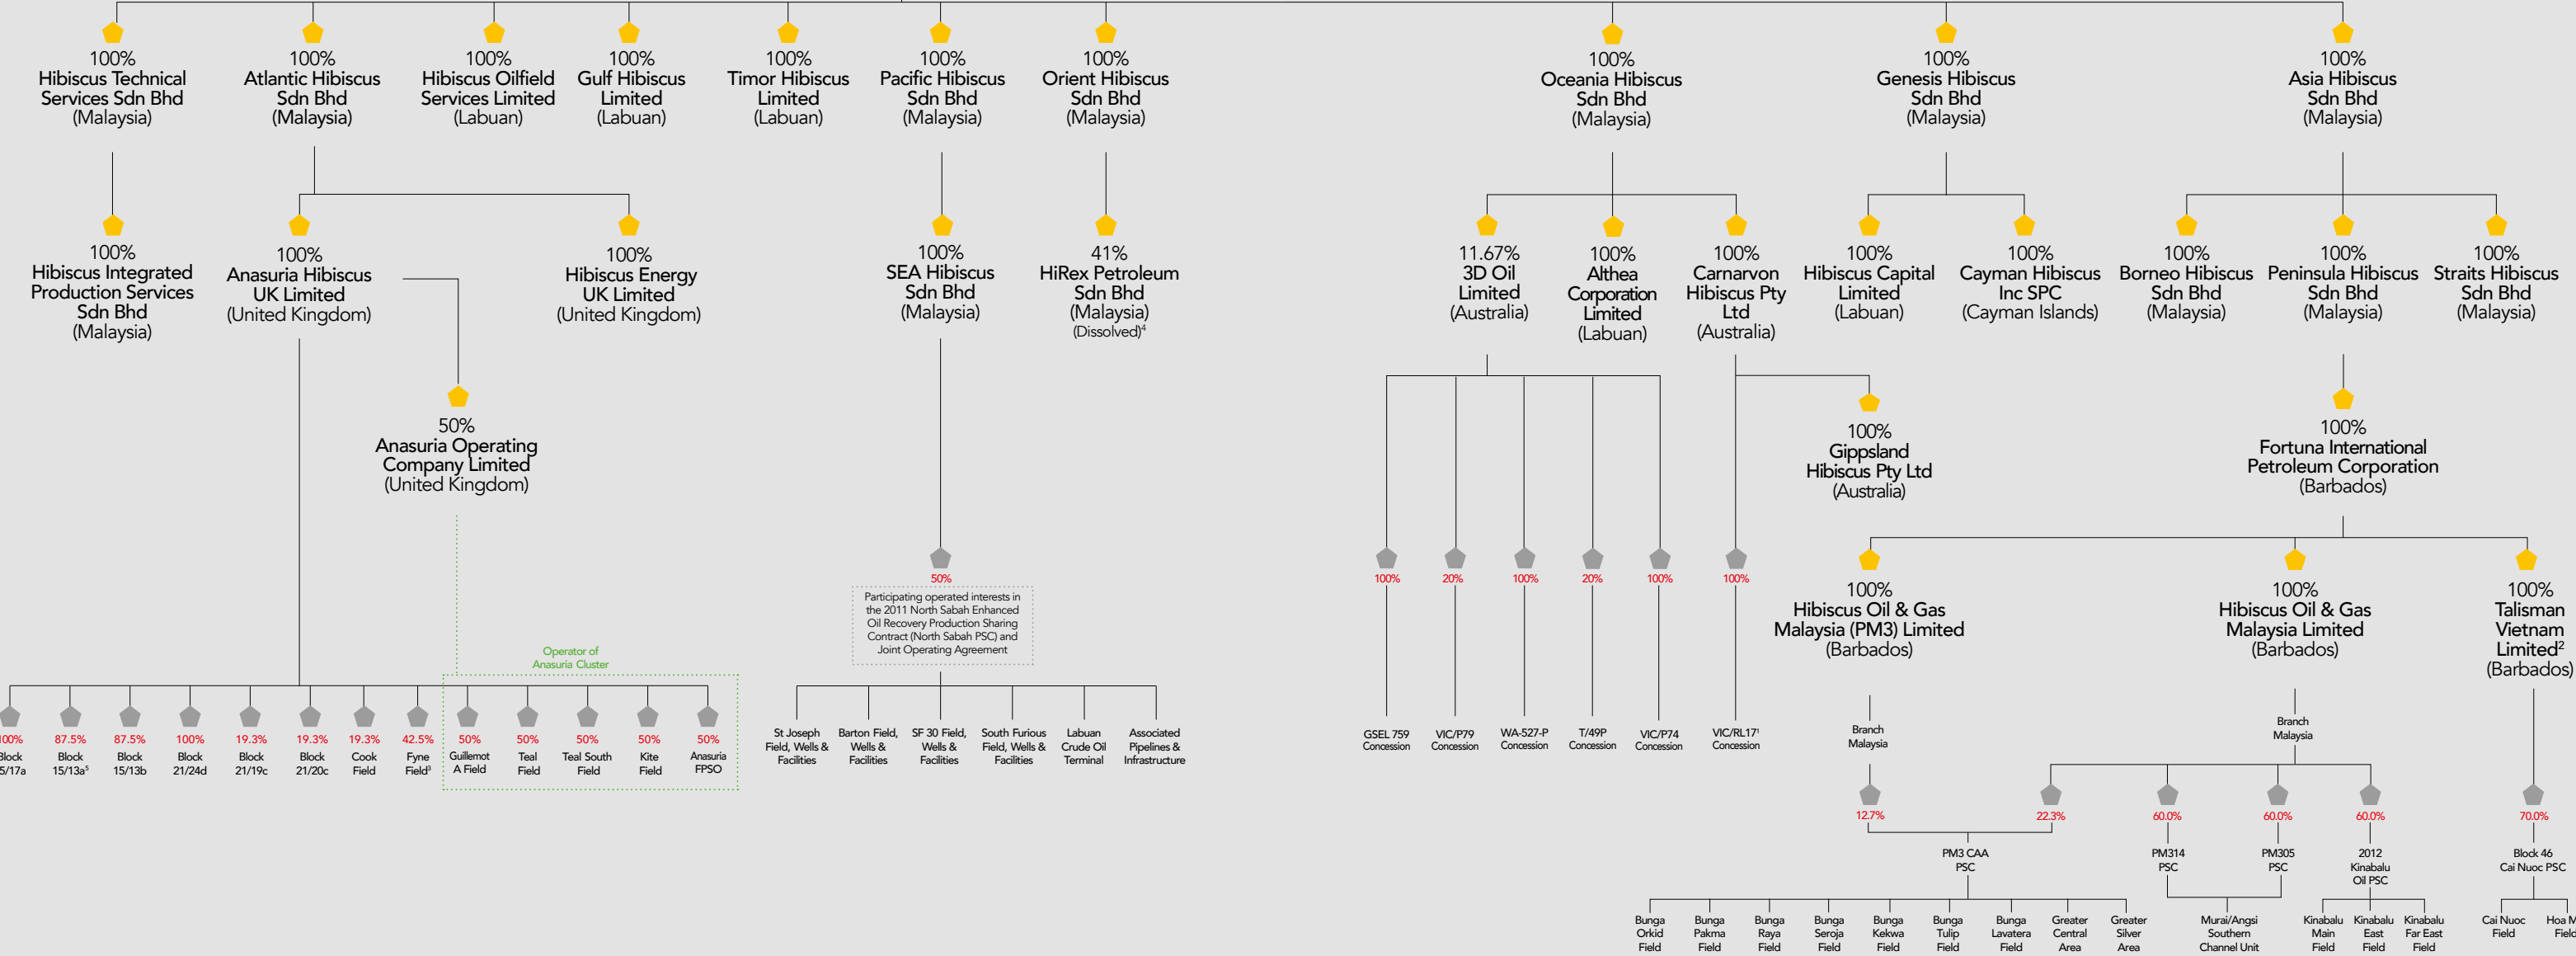 100%
Hibiscus Technical
Services Sdn Bhd
(Malaysia)
100%
Atlantic Hibiscus
Sdn Bhd
(Malaysia)
100%
Hibiscus Oilfield
Services Limited
(Labuan)
100%
Gulf Hibiscus
Limited
(Labuan)
100%
Timor Hibiscus
Limited
(Labuan)
100%
Pacific Hibiscus
Sdn Bhd
(Malaysia)
100%
Orient Hibiscus
Sdn Bhd
(Malaysia)
100%
Oceania Hibiscus
Sdn Bhd
(Malaysia)
100%
Genesis Hibiscus
Sdn Bhd
(Malaysia)
100%
Asia Hibiscus
Sdn Bhd
(Malaysia)
100%
Hibiscus Integrated
Production Services
Sdn Bhd
(Malaysia)
100%
Anasuria Hibiscus
UK Limited
(United Kingdom)
100%
Hibiscus Energy
UK Limited
(United Kingdom)
100%
SEA Hibiscus
Sdn Bhd
(Malaysia)
41%
HiRex Petroleum
Sdn Bhd
(Malaysia)
(Dissolved)⁴
11.67%
3D Oil
Limited
(Australia)
100%
Althea
Corporation
Limited
(Labuan)
100%
Carnarvon
Hibiscus Pty
Ltd
(Australia)
100%
Hibiscus Capital
Limited
(Labuan)
100%
Cayman Hibiscus
Inc SPC
(Cayman Islands)
100%
Borneo Hibiscus
Sdn Bhd
(Malaysia)
100%
Peninsula Hibiscus
Sdn Bhd
(Malaysia)
100%
Straits Hibiscus
Sdn Bhd
(Malaysia)
50%
Anasuria Operating
Company Limited
(United Kingdom)
100%
Gippsland
Hibiscus Pty Ltd
(Australia)
100%
Fortuna International
Petroleum Corporation
(Barbados)
50%
Participating operated interests in
the 2011 North Sabah Enhanced
Oil Recovery Production Sharing
Contract (North Sabah PSC) and
Joint Operating Agreement
100%
20%
100%
20%
100%
100%
100%
Hibiscus Oil & Gas
Malaysia (PM3) Limited
(Barbados)
100%
Hibiscus Oil & Gas
Malaysia Limited
(Barbados)
100%
Talisman
Vietnam
Limited²
(Barbados)
Operator of
Anasuria Cluster
100%
Block
5/17a
87.5%
Block
15/13a⁵
87.5%
Block
15/13b
100%
Block
21/24d
19.3%
Block
21/19c
19.3%
Block
21/20c
19.3%
Cook
Field
42.5%
Fyne
Field³
50%
Guillemot
A Field
50%
Teal
Field
50%
Teal South
Field
50%
Kite
Field
50%
Anasuria
FPSO
St Joseph
Field, Wells &
Facilities
Barton Field,
Wells &
Facilities
SF 30 Field,
Wells &
Facilities
South Furious
Field, Wells &
Facilities
Labuan
Crude Oil
Terminal
Associated
Pipelines &
Infrastructure
GSEL 759
Concession
VIC/P79
Concession
WA-527-P
Concession
T/49P
Concession
VIC/P74
Concession
VIC/RL17¹
Concession
Branch
Malaysia
Branch
Malaysia
12.7%
22.3%
60.0%
60.0%
60.0%
70.0%
PM3 CAA
PSC
PM314
PSC
PM305
PSC
2012
Kinabalu
Oil PSC
Block 46
Cai Nuoc PSC
Bunga
Orkid
Field
Bunga
Pakma
Field
Bunga
Raya
Field
Bunga
Seroja
Field
Bunga
Kekwa
Field
Bunga
Tulip
Field
Bunga
Lavatera
Field
Greater
Central
Area
Greater
Silver
Area
Murai/Angsi
Southern
Channel Unit
Kinabalu
Main
Field
Kinabalu
East
Field
Kinabalu
Far East
Field
Cai Nuoc
Field
Hoa
Field